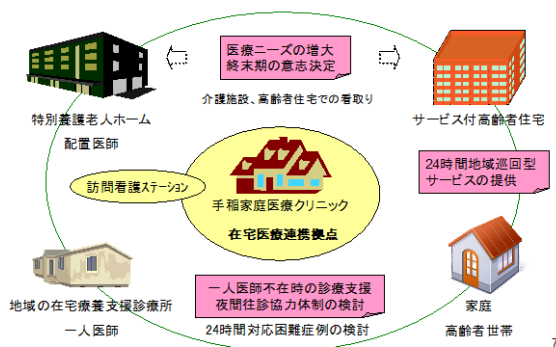 医療ニーズの増大
終末期の意志決定
介護施設、高齢者住宅での看取り
特別養護老人ホーム
配置医師
サービス付高齢者住宅
24時間地域巡回型
サービスの提供
訪問看護ステーション
手稲家庭医療クリニック
在宅医療連携拠点
一人医師不在時の診療支援
夜間往診協力体制の検討
24時間対応困難症例の検討
地域の在宅療養支援診療所
一人医師
家庭
高齢者世帯
7